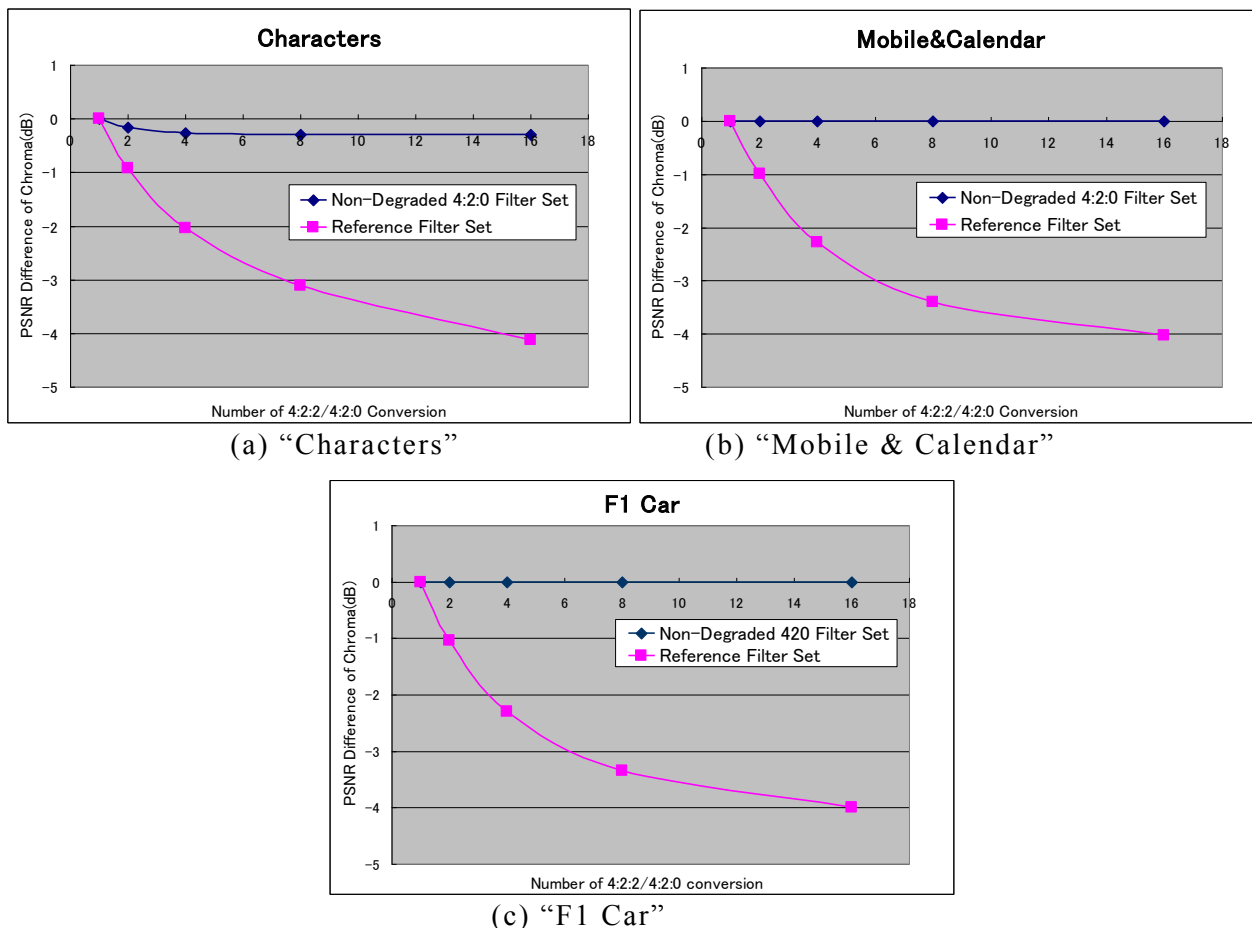 Characters
1
0
-1
-2
-3
-4
-5
0 2 4 6 8 10 12 14 16 18
PSNR Difference of Chroma(dB)
Non-Degraded 4:2:0 Filter Set
Reference Filter Set
Number of 4:2:2/4:2:0 Conversion
(a) “Characters”
Mobile&Calendar
1
0
-1
-2
-3
-4
-5
0 2 4 6 8 10 12 14 16 18
PSNR Difference of Chroma(dB)
Non-Degraded 4:2:0 Filter Set
Reference Filter Set
Number of 4:2:2/4:2:0 Conversion
(b) “Mobile & Calendar”
F1 Car
1
0
-1
-2
-3
-4
-5
0 2 4 6 8 10 12 14 16 18
PSNR Difference of Chroma(dB)
Non-Degraded 420 Filter Set
Reference Filter Set
Number of 4:2:2/4:2:0 conversion
(c) “F1 Car”